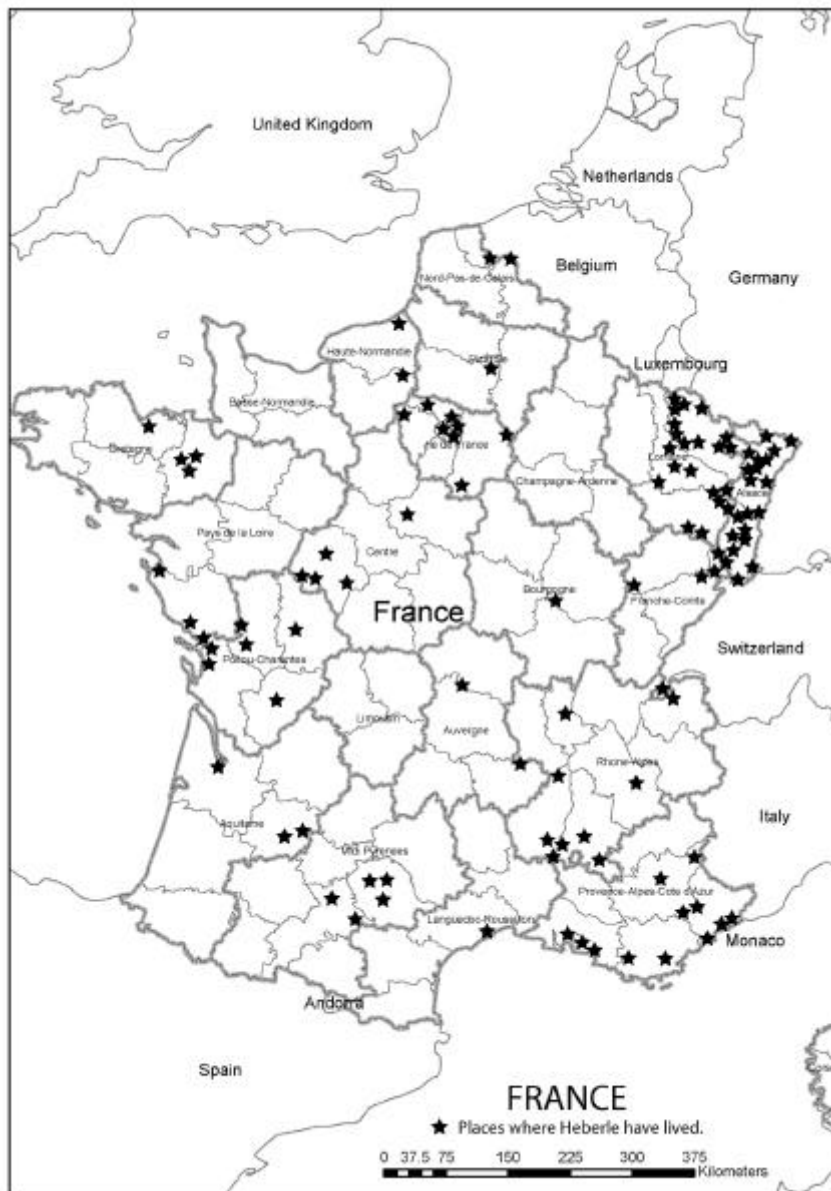 United Kingdom
Netherlands
Belgium
Germany
Nord-Pas-de-Calais
Luxembourg
Haute-Normandie
Basse-Normandie
Ile de France
Bretagne
Champagne-Ardenne
Alsace
Pays de la Loire
Centre
France
Bourgogne
Franche-Comte
Switzerland
Poitou-Charentes
Limousin
Auvergne
Rhone-Alpes
Italy
Aquitaine
Midi-Pyrenees
Provence-Alpes-Cote d'Azur
Languedoc-Roussillon
Monaco
Andorra
Spain
FRANCE
Places where Heberle have lived.
0 37.5 75 150 225 300 375
Kilometers